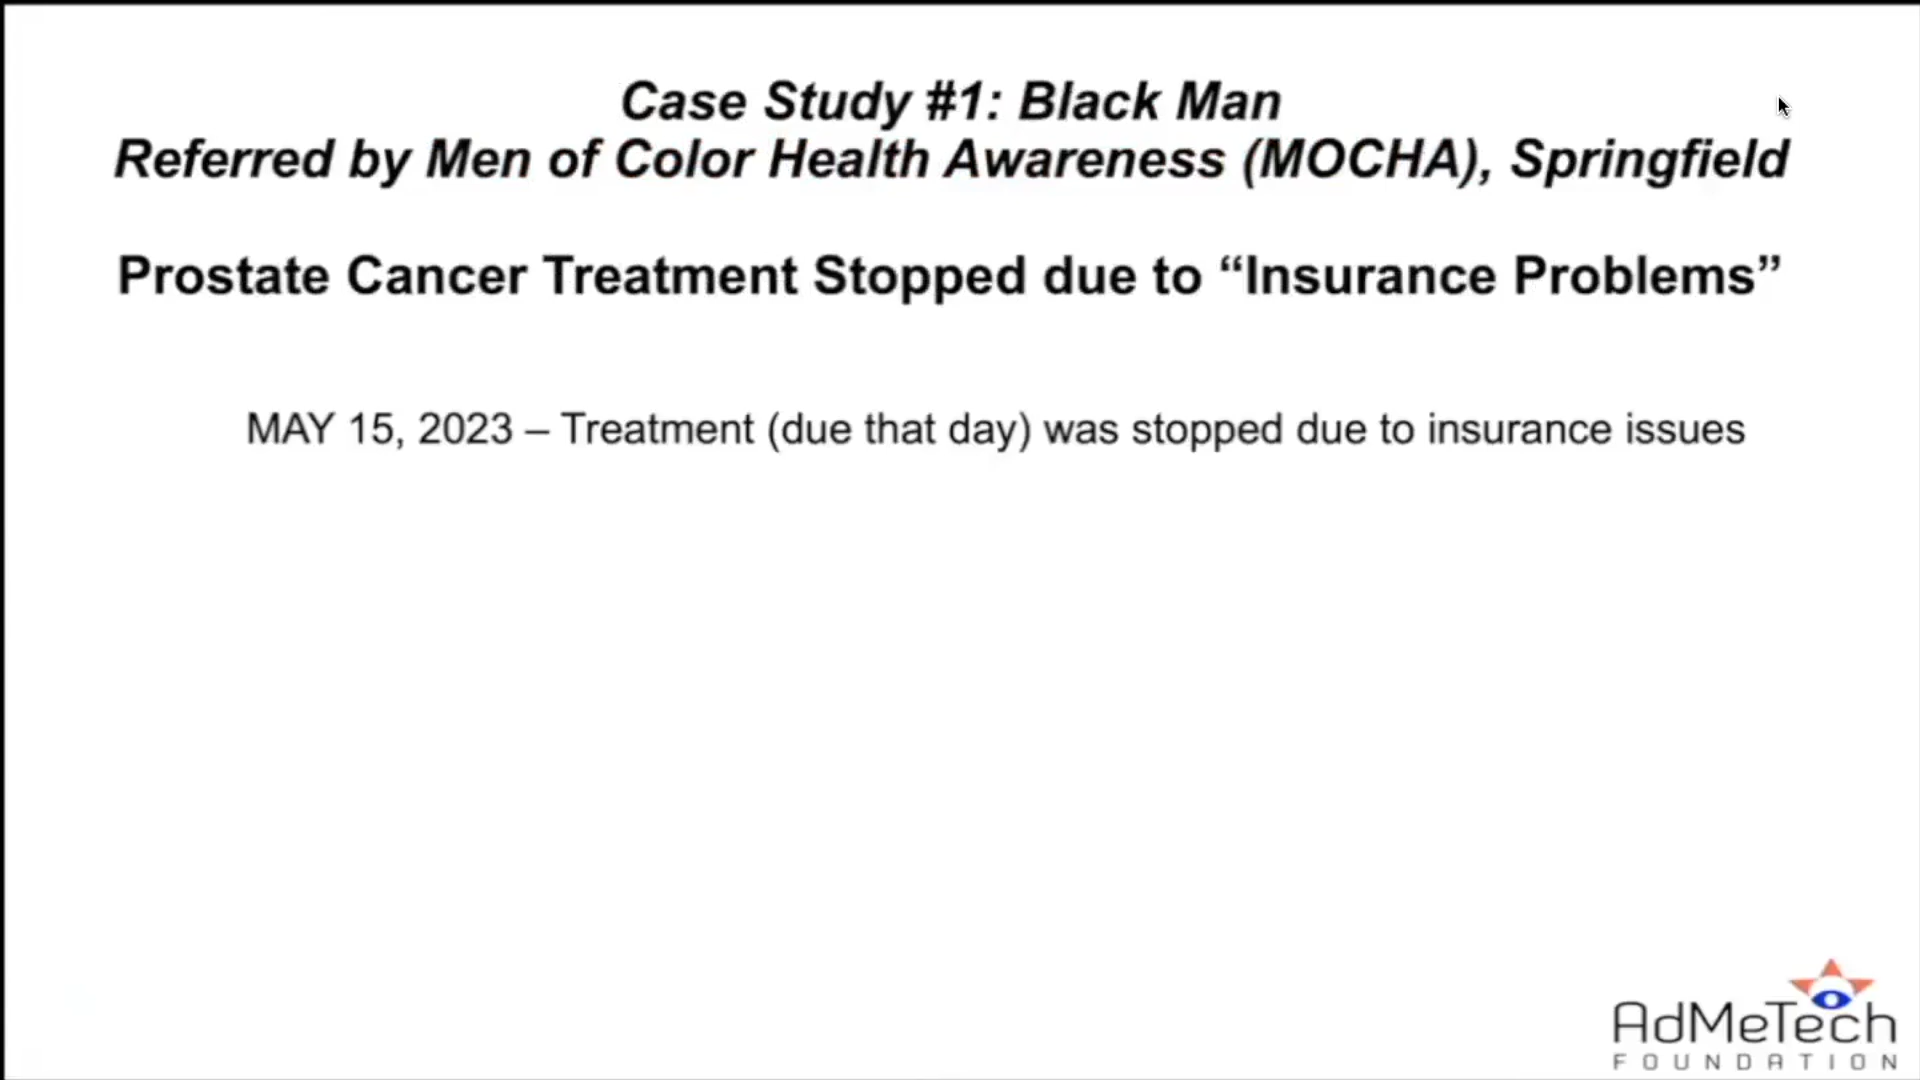 Case Study #1: Black Man
Referred by Men of Color Health Awareness (MOCHA), Springfield
Prostate Cancer Treatment Stopped due to “Insurance Problems”
MAY 15, 2023 – Treatment (due that day) was stopped due to insurance issues
AdMeTech
FOUNDATION